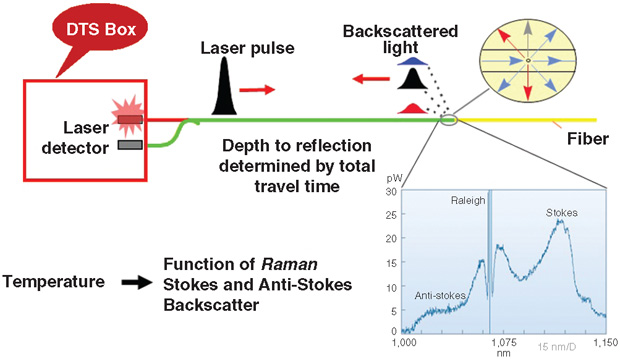 DTS Box
Laser pulse
Backscattered
light
Laser
detector
Depth to reflection
determined by total
travel time
Fiber
pW
30
25
20
15
10
5
0
Raleigh
Stokes
Anti-stokes
1,000
1,075
nm
15 nm/D
1,150
Temperature
Function of Raman
Stokes and Anti-Stokes
Backscatter